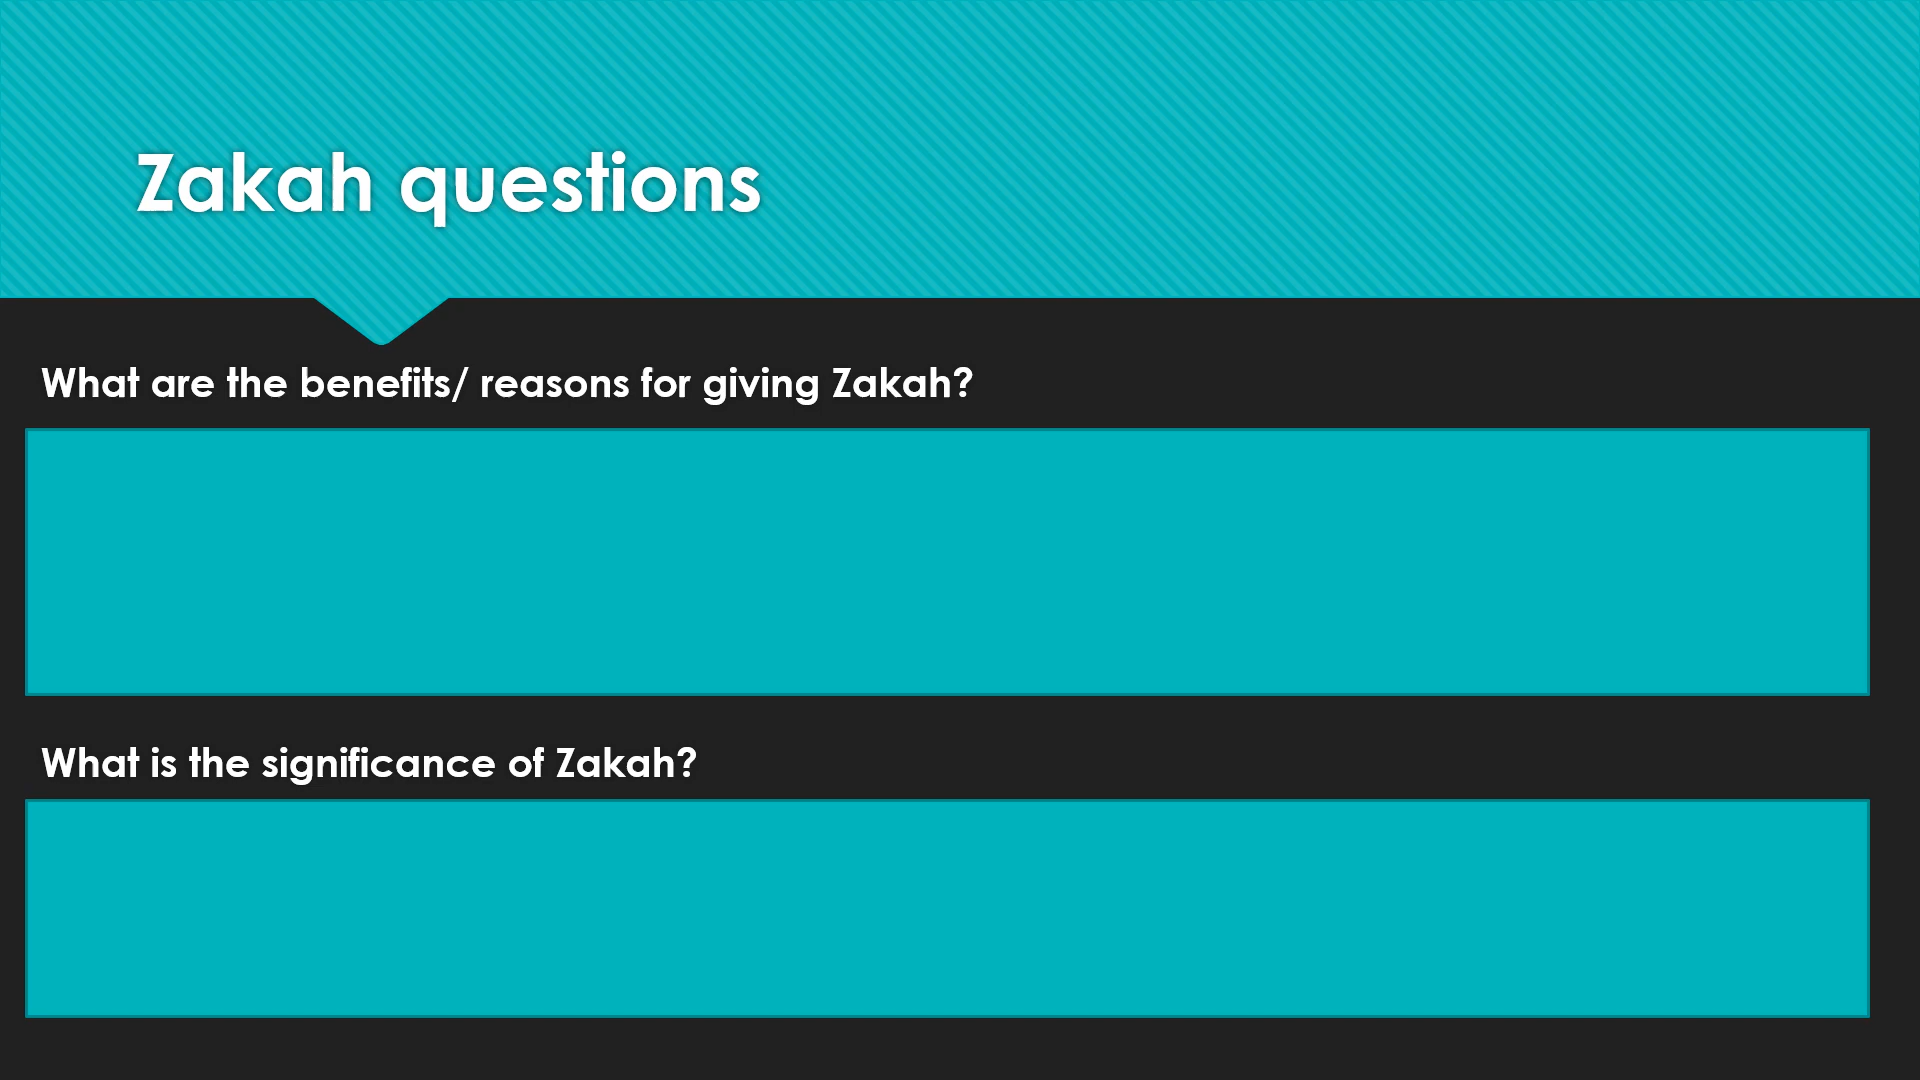 Zakah questions
What are the benefits/ reasons for giving Zakah?
What is the significance of Zakah?